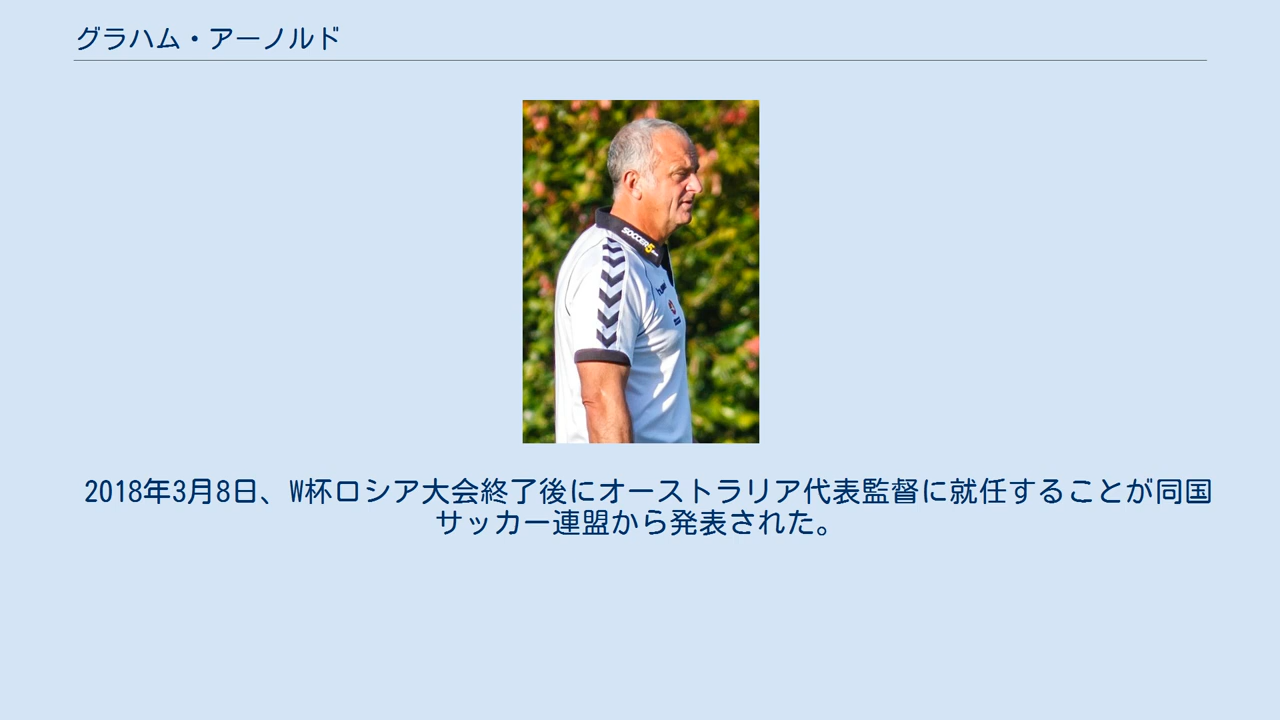 グラハム・アーノルド
SOCCER5
2018年3月8日、W杯ロシア大会終了後にオーストラリア代表監督に就任することが同国
サッカー連盟から発表された。